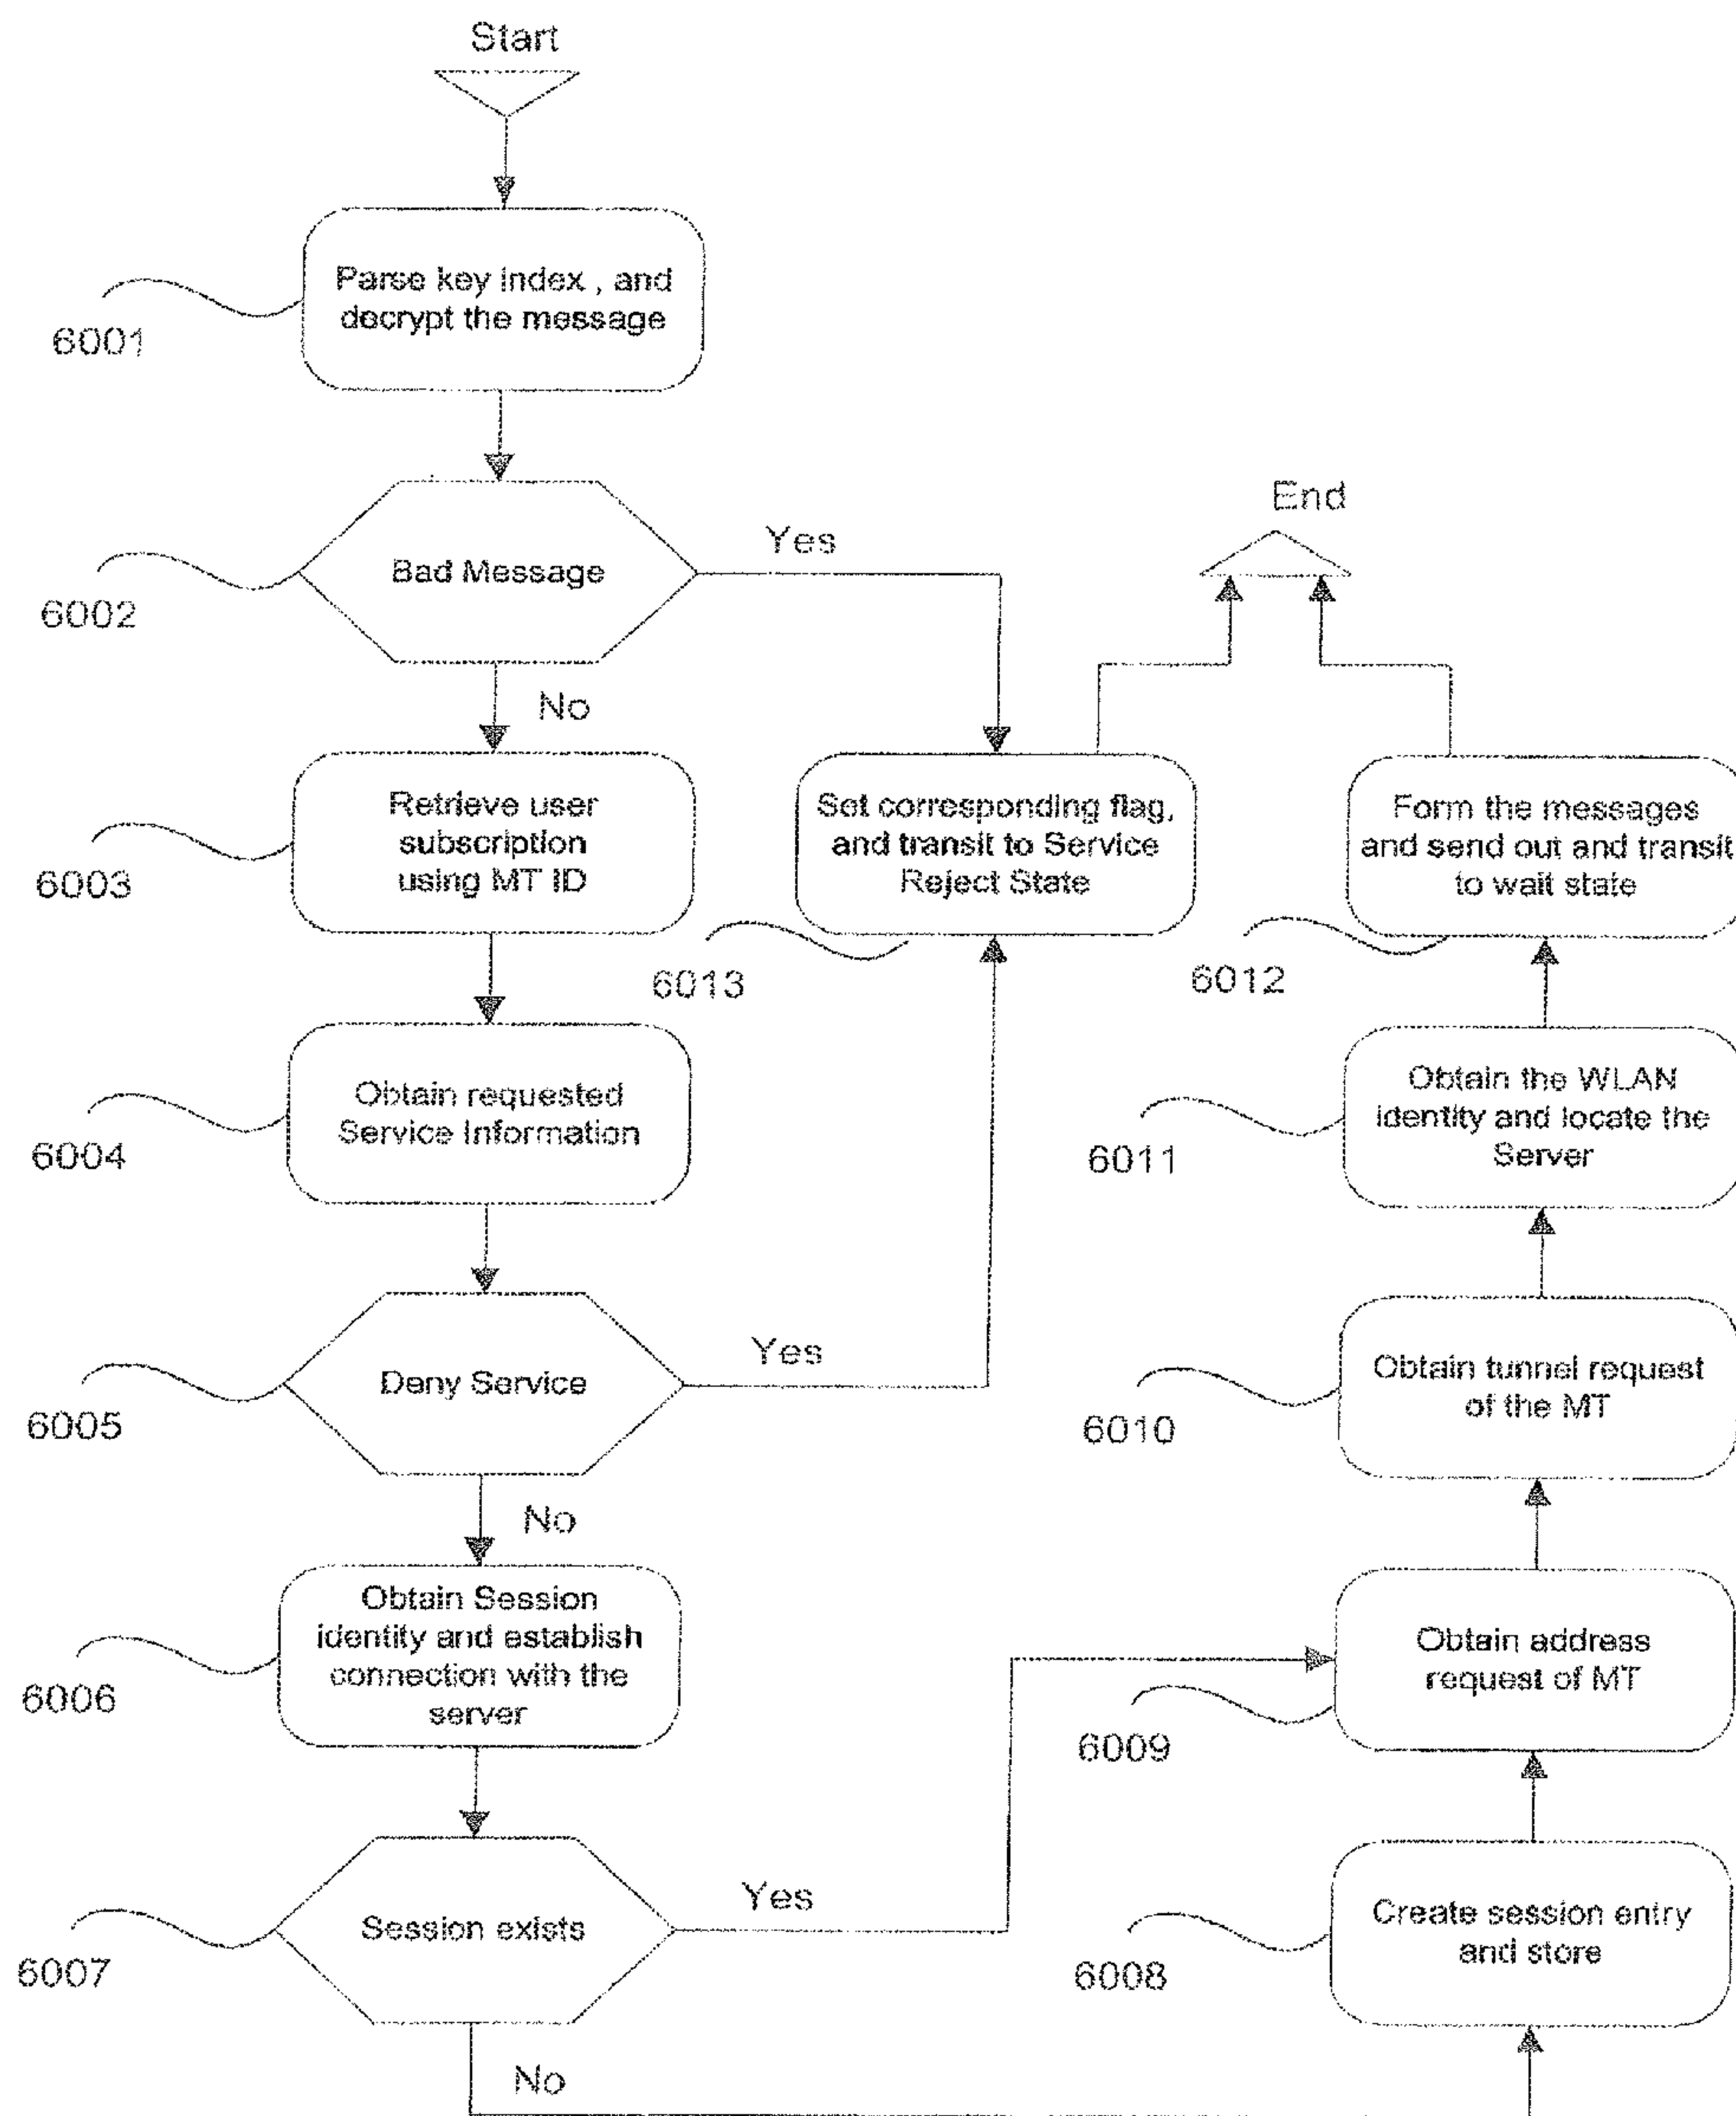 Start
Parse key index , and
decrypt the message
6001
Bad Message
Yes
6002
No
End
Retrieve user
subscription
using MT ID
6003
Set corresponding flag,
and transit to Service
Reject State
6013
Form the messages
and send out and transit
to wait state
6012
Obtain requested
Service Information
6004
Obtain the WLAN
identity and locate the
Server
6011
Deny Service
Yes
6005
No
Obtain tunnel request
of the MT
6010
Obtain Session
identity and establish
connection with the
server
6006
Obtain address
request of MT
6009
Session exists
Yes
6007
No
Create session entry
and store
6008